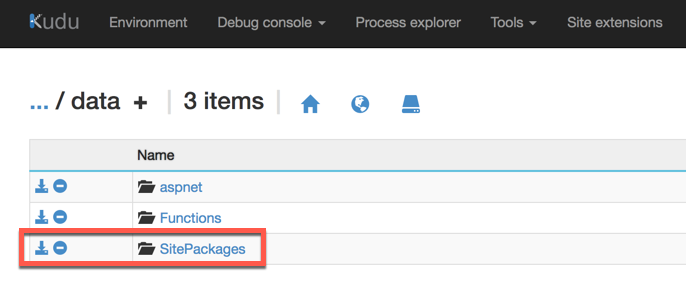 Kudu Environment Debug console Process explorer Tools Site extensions
... / data + | 3 items |
Name
aspnet
Functions
SitePackages